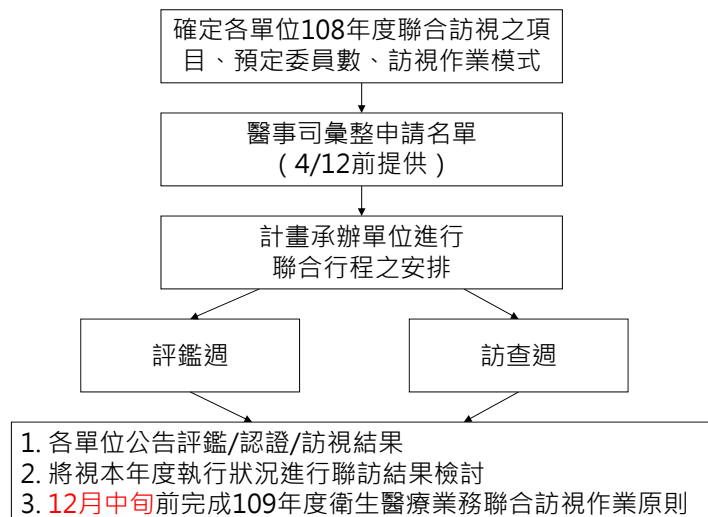 確定各單位108年度聯合訪視之項
目、預定委員數、訪視作業模式
醫事司彙整申請名單
（4/12前提供）
計畫承辦單位進行
聯合行程之安排
評鑑週
訪查週
1. 各單位公告評鑑/認證/訪視結果
2. 將視本年度執行狀況進行聯訪結果檢討
3. 12月中旬前完成109年度衛生醫療業務聯合訪視作業原則